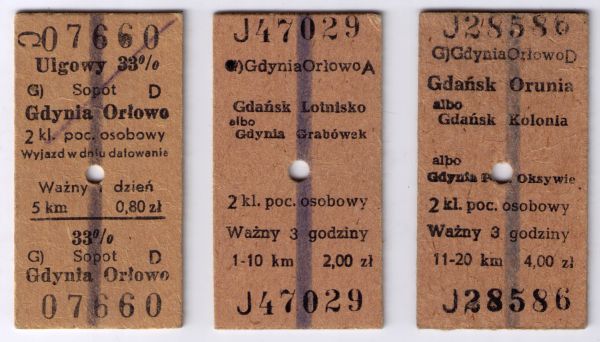 07660
Ulgowy 33%
G) Sopot D
Gdynia Orłowo
2 kl. poc. osobowy
Wyjazd w dniu datowania
Ważny 1 dzień
5 km 0,80 zł
33%
G) Sopot D
Gdynia Orłowo
07660
J47029
G)GdyniaOrłowoA
Gdańsk Lotnisko
albo
Gdynia Grabówek
2 kl. poc. osobowy
Ważny 3 godziny
1-10 km 2,00 zł
J47029
J28586
G)GdyniaOrłowoD
Gdańsk Orunia
albo
Gdańsk Kolonia
albo
Gdynia Oksywie
2 kl. poc. osobowy
Ważny 3 godziny
11-20 km 4,00 zł
J28586